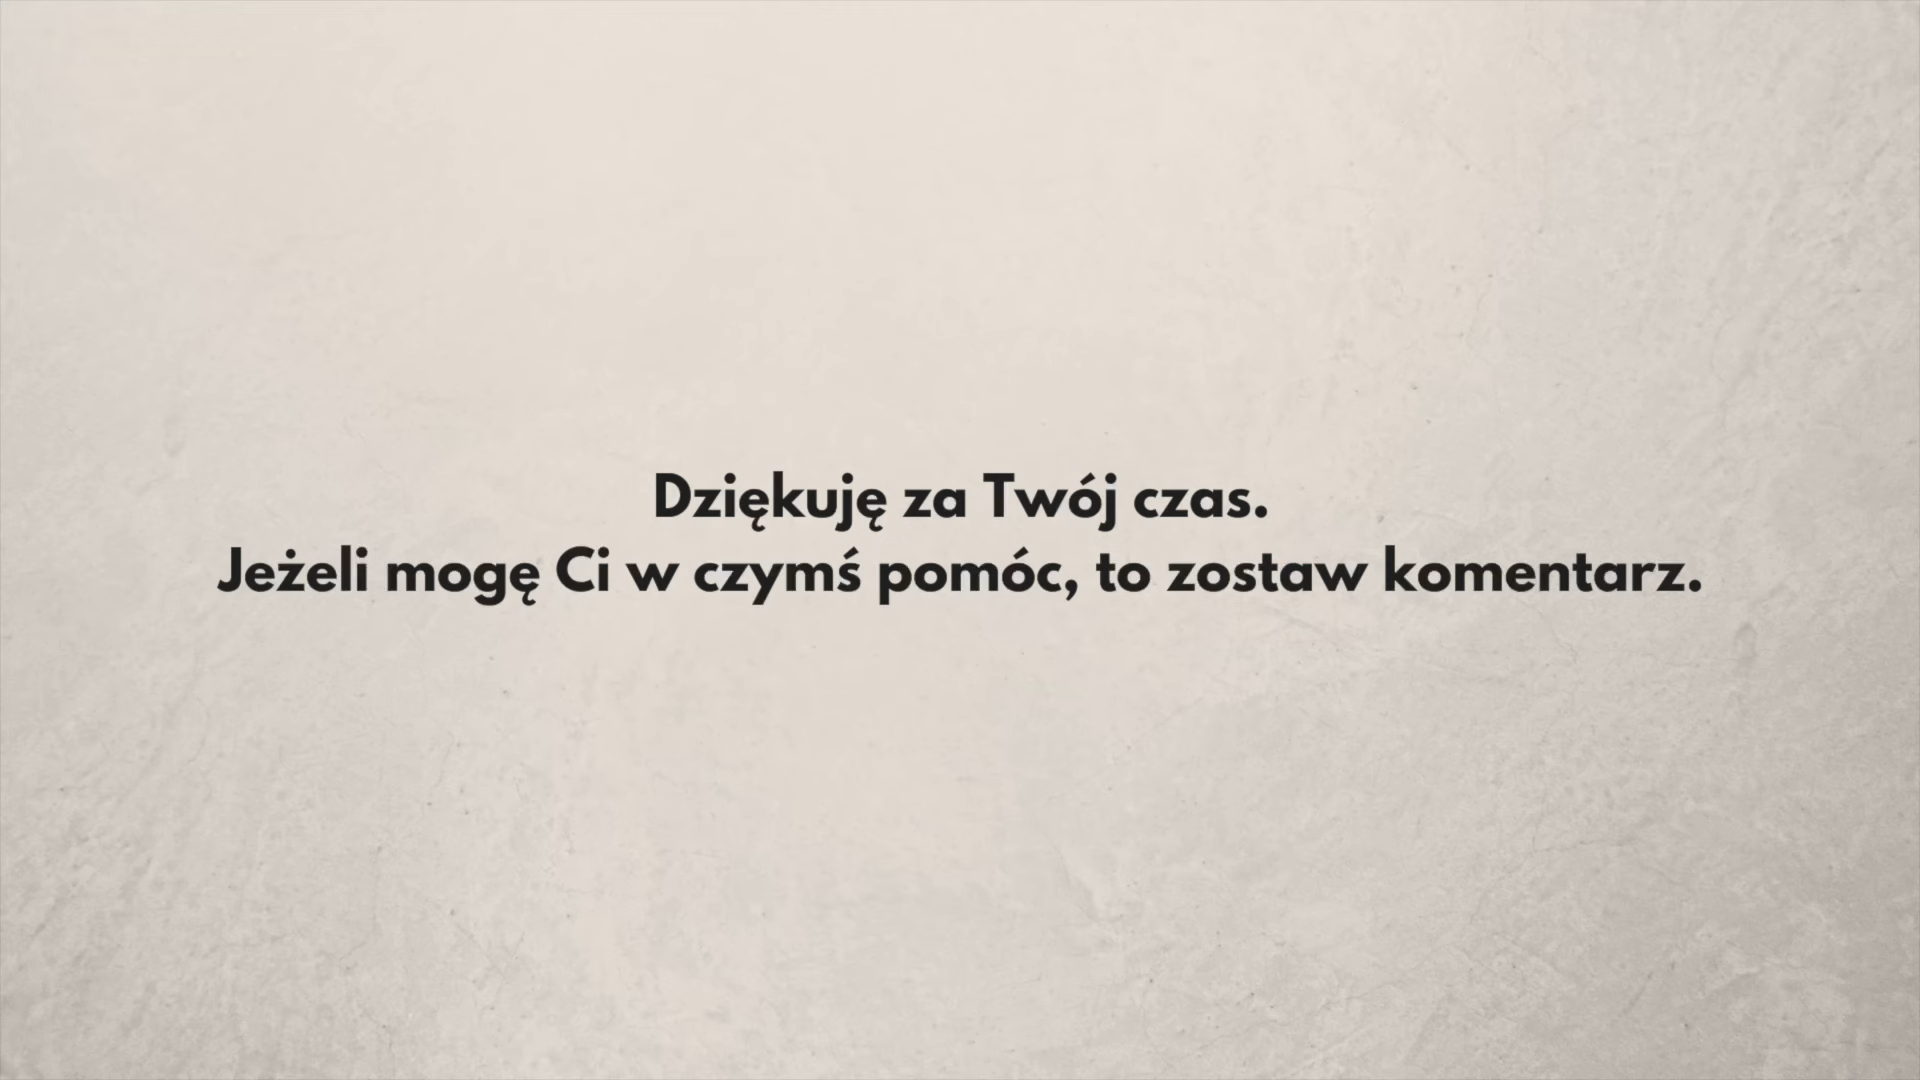 Dziękuję za Twój czas.
Jeżeli mogę Ci w czymś pomóc, to zostaw komentarz.